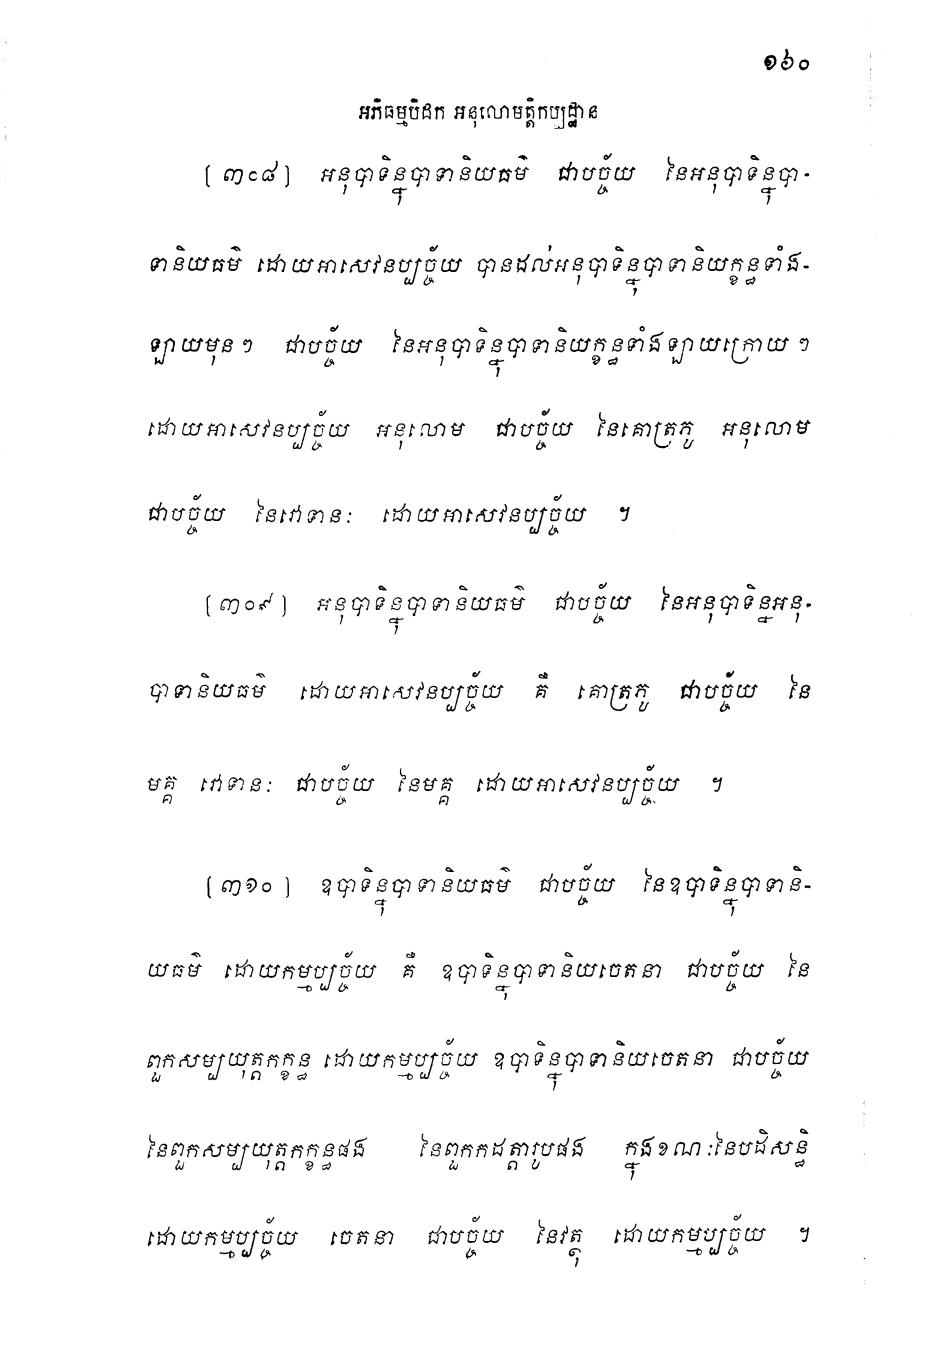 ១៦០
អភិធម្មបិដក អនុលោមត្តិកប្បដ្ឋាន
[៣០៨] អនុបាទិន្នុបាទានិយធម៌ ជាបច្ច័យ នៃអនុបាទិន្នុបា-
ទានិយធម៌ ដោយអាសេវនប្បច្ច័យ បានដល់អនុបាទិន្នុបាទានិយក្ខន្ធទាំង-
ឡាយមុន ៗ ជាបច្ច័យ នៃអនុបាទិន្នុបាទានិយក្ខន្ធទាំងឡាយក្រោយ ៗ
ដោយអាសេវនប្បច្ច័យ អនុលោម ជាបច្ច័យ នៃគោត្រភូ អនុលោម
ជាបច្ច័យ នៃវោទានៈ ដោយអាសេវនប្បច្ច័យ ។
[៣០៩] អនុបាទិន្នុបាទានិយធម៌ ជាបច្ច័យ នៃអនុបាទិន្នអនុ-
បាទានិយធម៌ ដោយអាសេវនប្បច្ច័យ គឺ គោត្រភូ ជាបច្ច័យ នៃ
មគ្គ វោទានៈ ជាបច្ច័យ នៃមគ្គ ដោយអាសេវនប្បច្ច័យ ។
[៣១០] ឧបាទិន្នុបាទានិយធម៌ ជាបច្ច័យ នៃឧបាទិន្នុបាទានិ-
យធម៌ ដោយកម្មប្បច្ច័យ គឺ ឧបាទិន្នុបាទានិយចេតនា ជាបច្ច័យ នៃ
ពួកសម្បយុត្តកក្ខន្ធ ដោយកម្មប្បច្ច័យ ឧបាទិន្នុបាទានិយចេតនា ជាបច្ច័យ
នៃពួកសម្បយុត្តកក្ខន្ធផង នៃពួកកដត្តារូបផង ក្នុងខណៈនៃបដិសន្ធិ
ដោយកម្មប្បច្ច័យ ចេតនា ជាបច្ច័យ នៃវត្ថុ ដោយកម្មប្បច្ច័យ ។